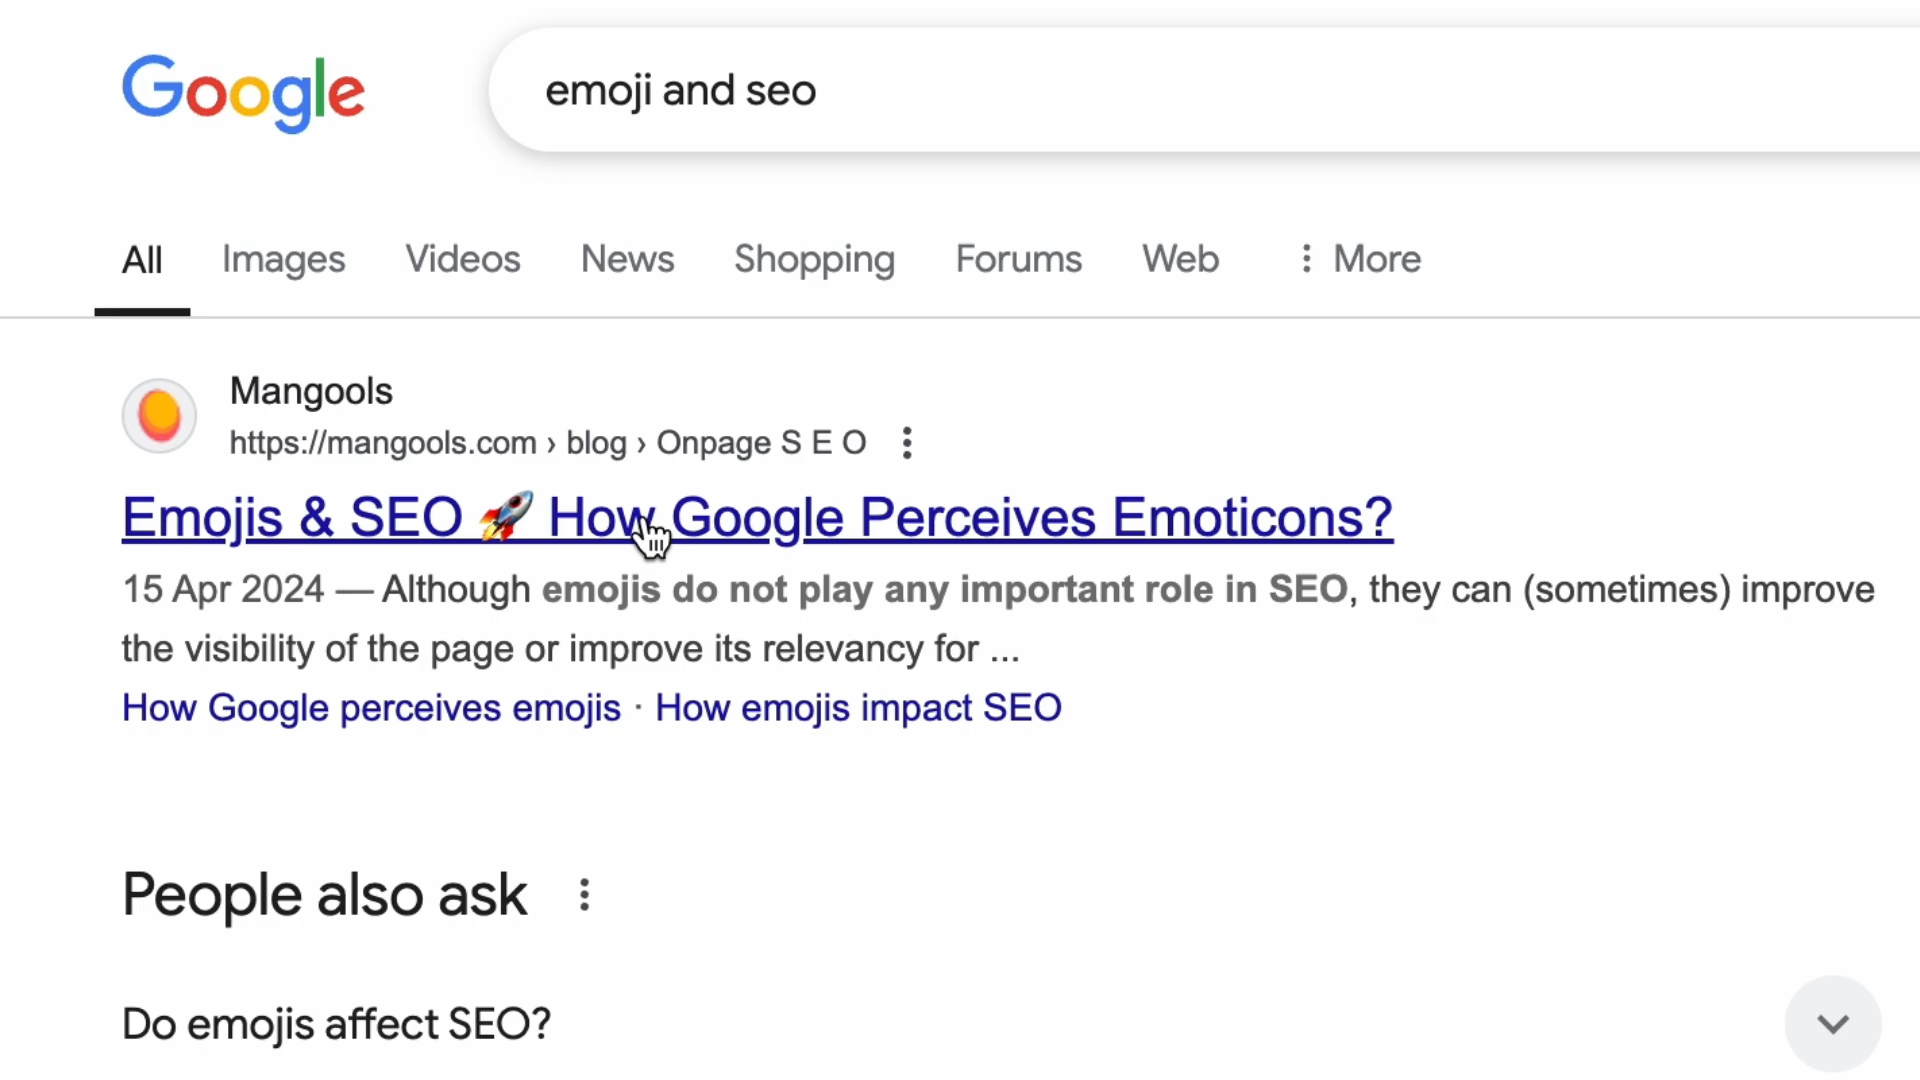 Google
emoji and seo
All Images Videos News Shopping Forums Web More
Mangools
https://mangools.com › blog › Onpage S E O
Emojis & SEO 🚀 How Google Perceives Emoticons?
15 Apr 2024 — Although emojis do not play any important role in SEO, they can (sometimes) improve
the visibility of the page or improve its relevancy for ...
How Google perceives emojis · How emojis impact SEO
People also ask
Do emojis affect SEO?